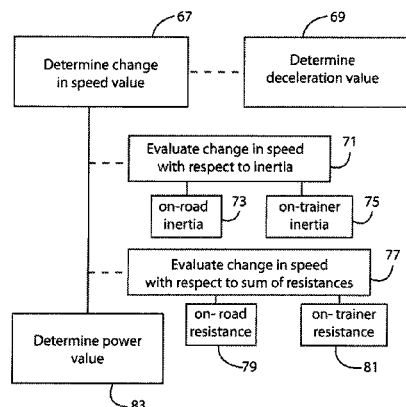 67
69
Determine change
in speed value
Determine
deceleration value
Evaluate change in speed
with respect to inertia
71
on-road
inertia
73
on-trainer
inertia
75
Evaluate change in speed
with respect to sum of resistances
77
on- road
resistance
79
on- trainer
resistance
81
Determine power
value
83